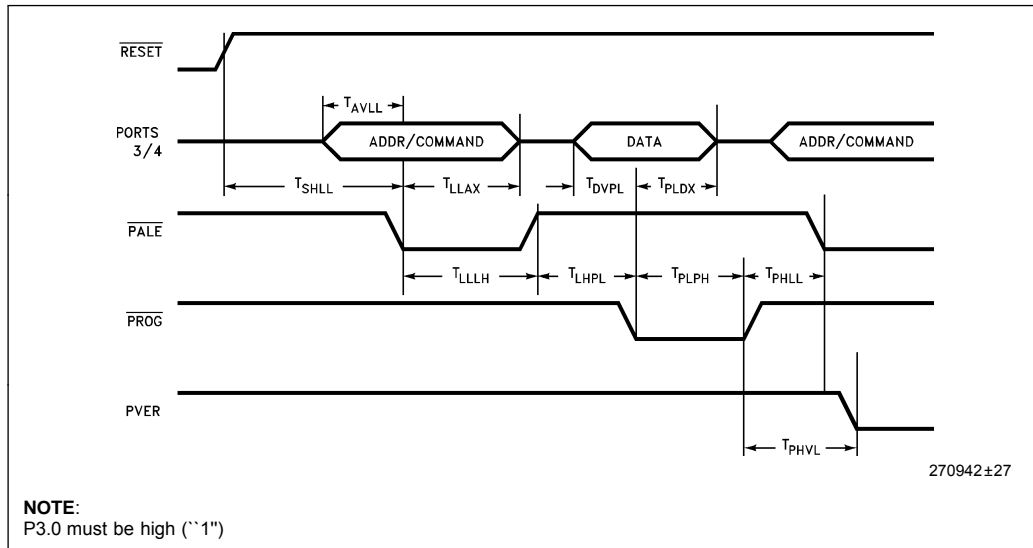 RESET
T_AVLL
PORTS 3/4
ADDR/COMMAND DATA ADDR/COMMAND
T_SHLL T_LLAX T_DVPL T_PLDX
PALE
T_LLLH T_LHPL T_PLPH T_PHLL
PROG
PVER
T_PHVL
270942±27
NOTE:
P3.0 must be high (``1'')